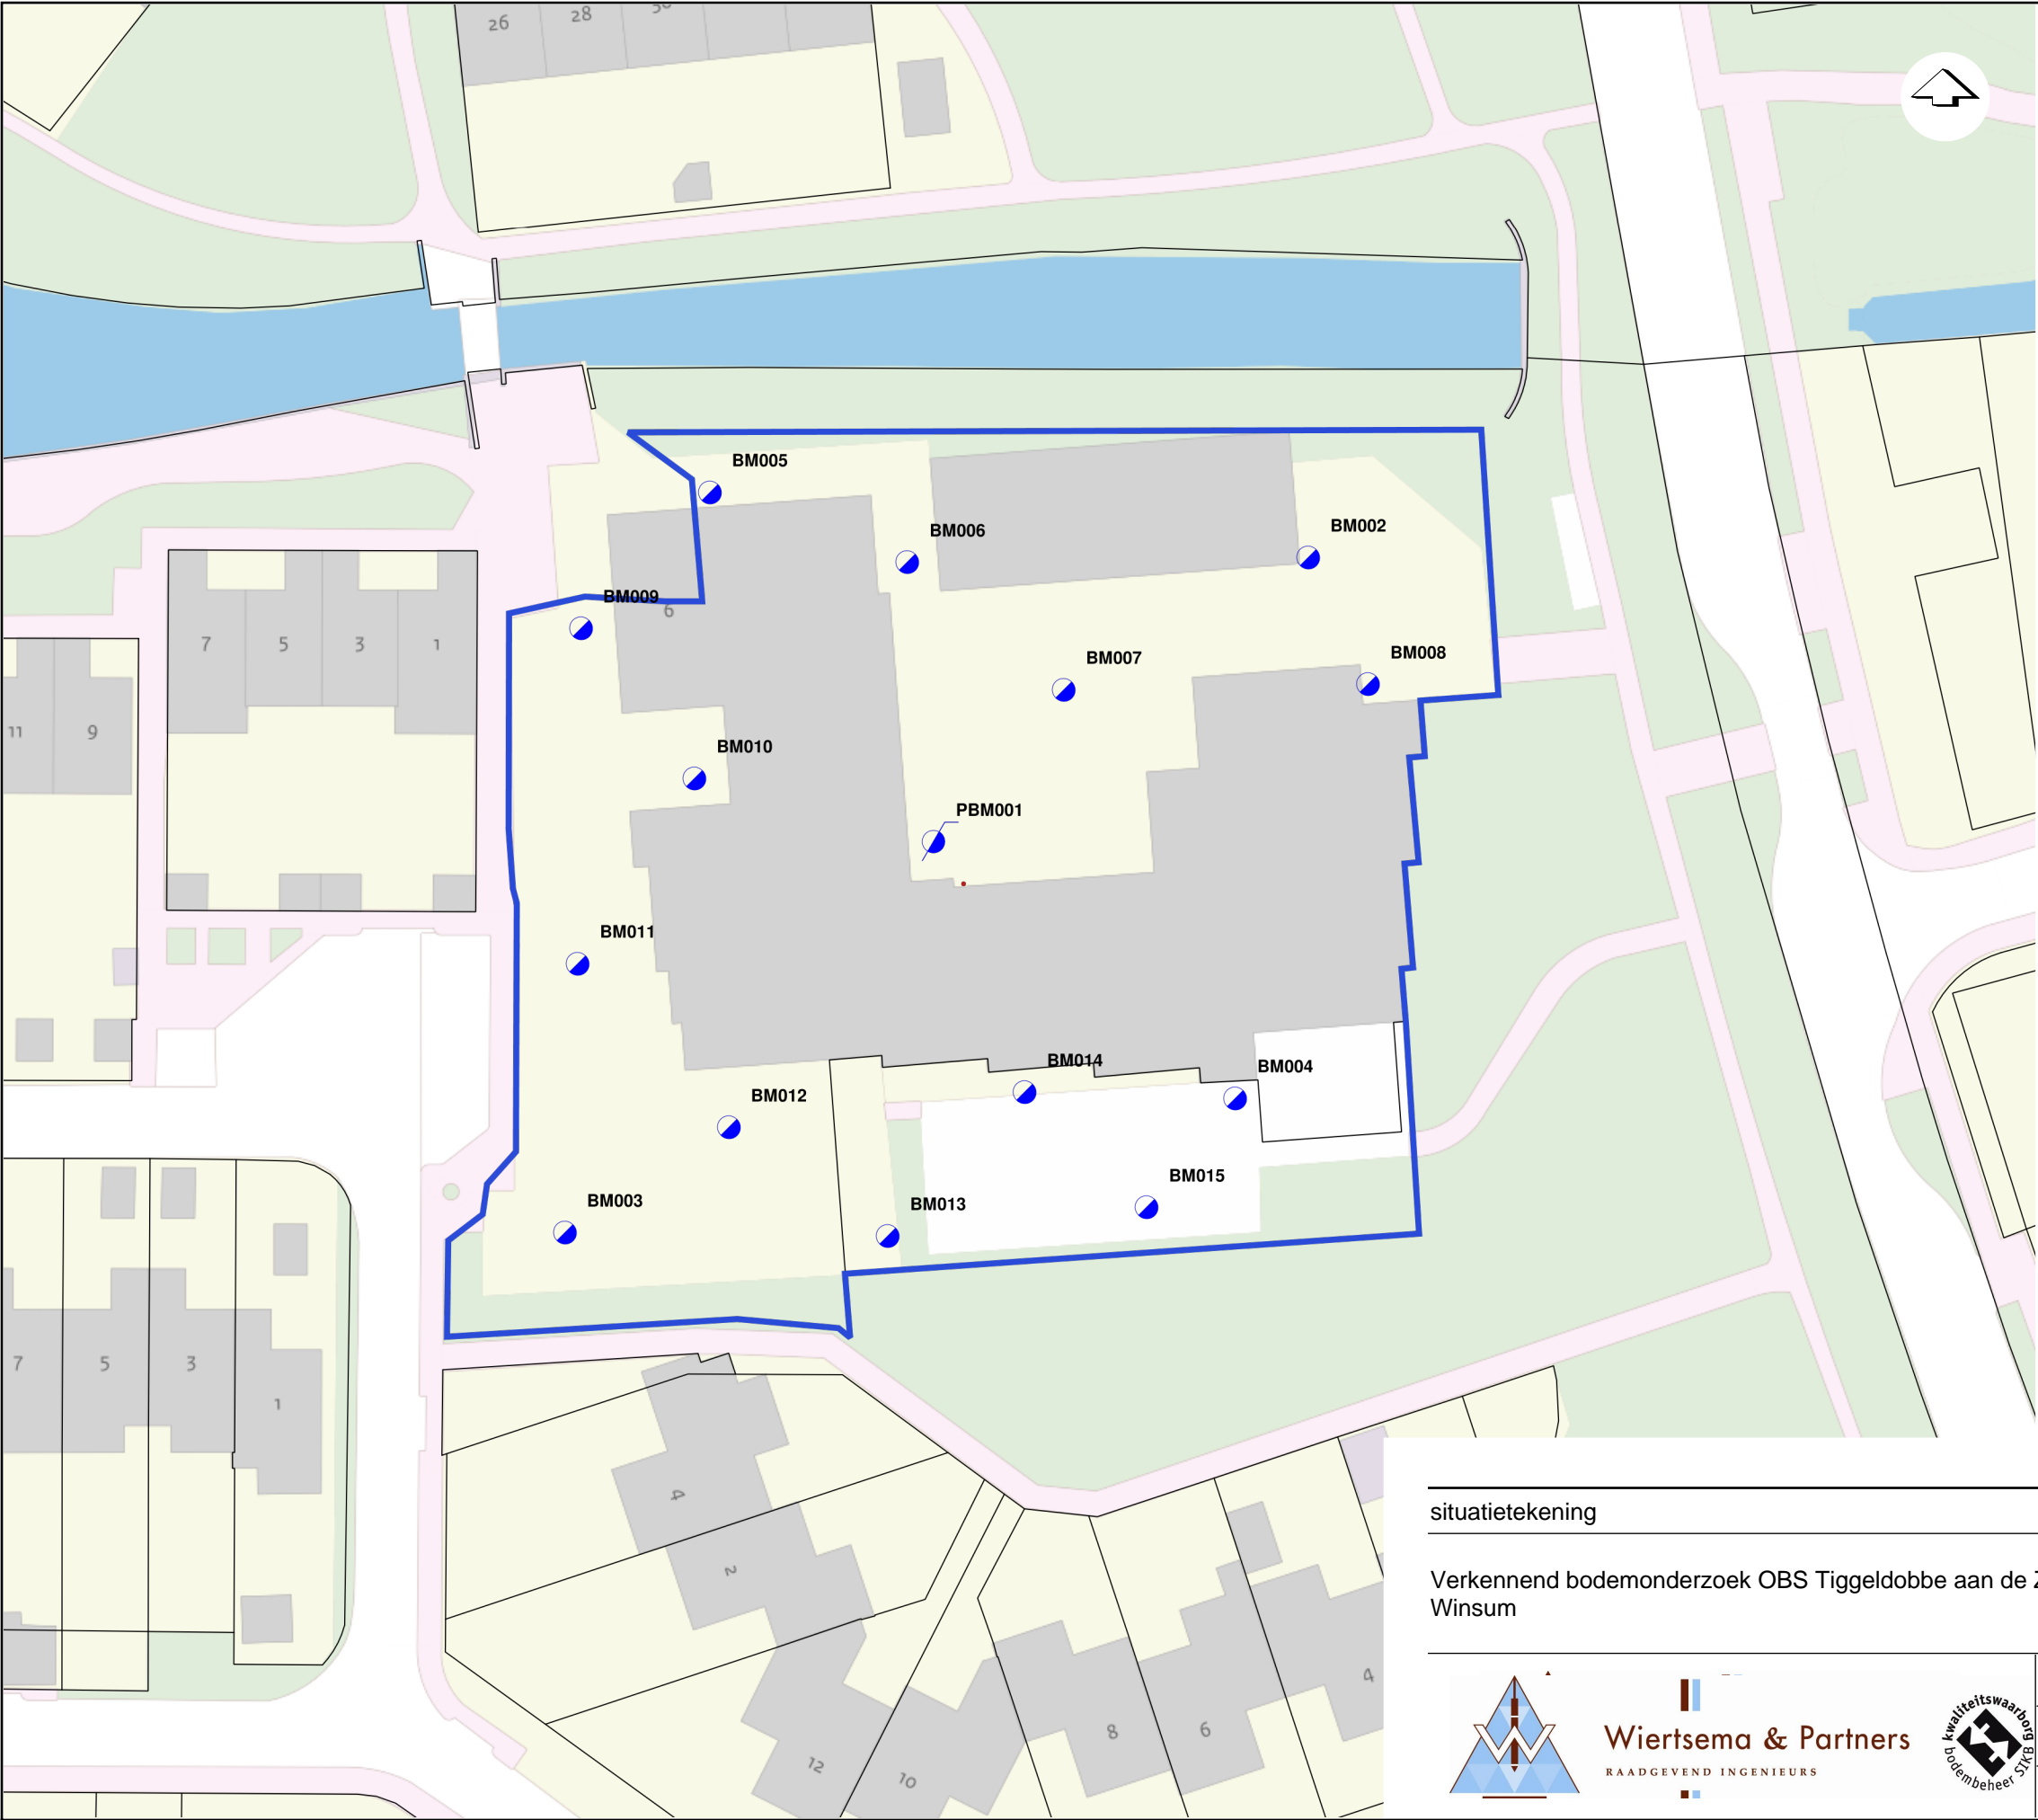 26
28
BM005
BM006
BM002
BM009
6
7
5
3
1
BM008
BM007
11
9
BM010
PBM001
BM011
BM014
BM004
BM012
BM015
BM003
BM013
7
5
3
1
4
2
situatietekening
Verkennend bodemonderzoek OBS Tiggeldobbe aan de
Winsum
4
8
6
12
10
Wiertsema & Partners
RAADGEVEND INGENIEURS
kwaliteitswaarborg
bodembeheer SIKB